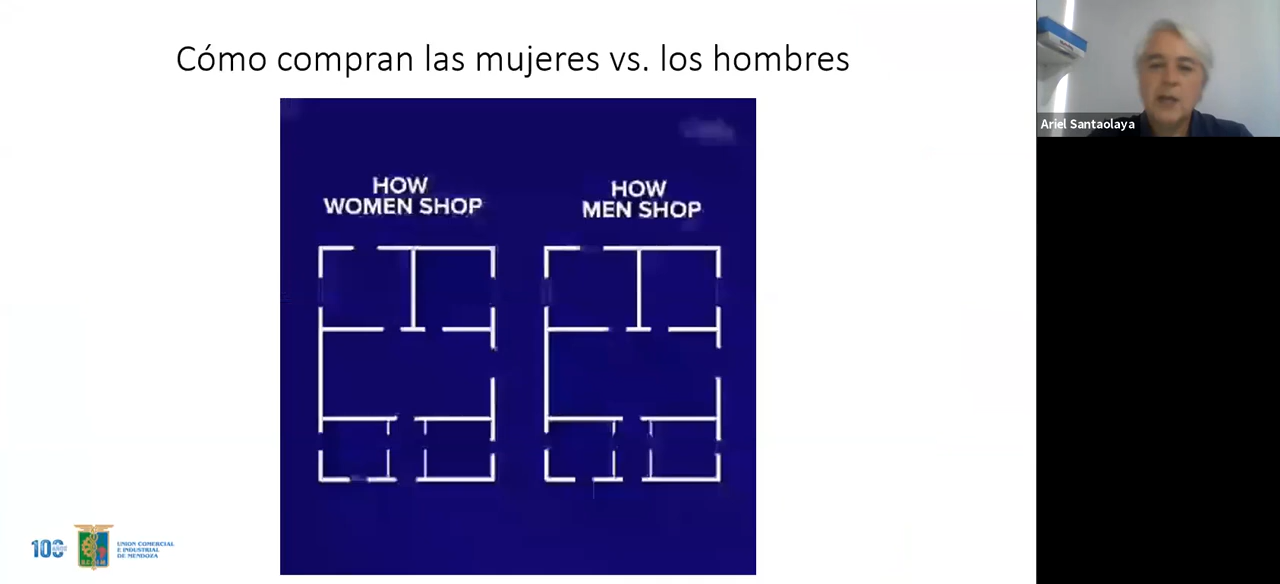 Cómo compran las mujeres vs. los hombres
Ariel Santaolaya
HOW
WOMEN SHOP
HOW
MEN SHOP
100
UNION COMERCIAL
E INDUSTRIAL
DE MENDOZA